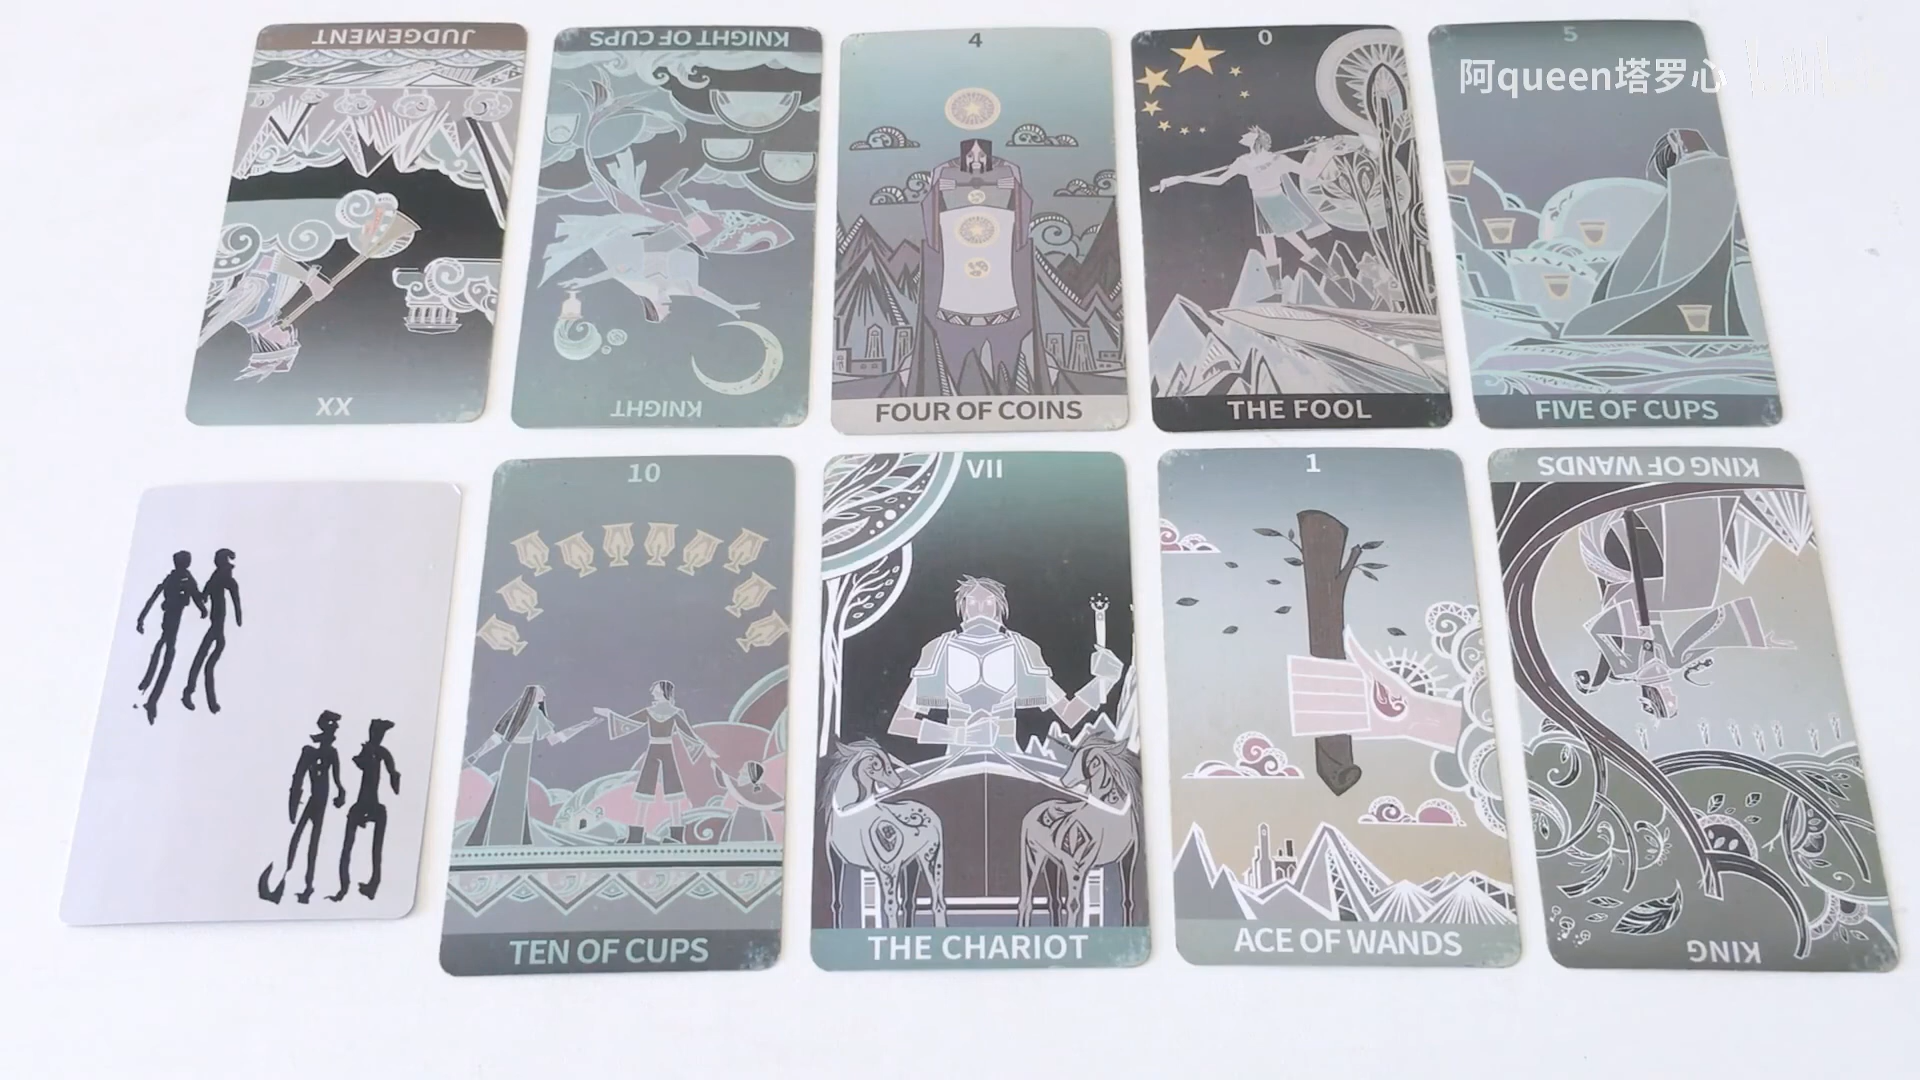 JUDGEMENT
XX
KNIGHT OF CUPS
KNIGHT
4
FOUR OF COINS
0
THE FOOL
5
FIVE OF CUPS
阿queen塔罗心
10
TEN OF CUPS
VII
THE CHARIOT
1
ACE OF WANDS
KING OF WANDS
KING